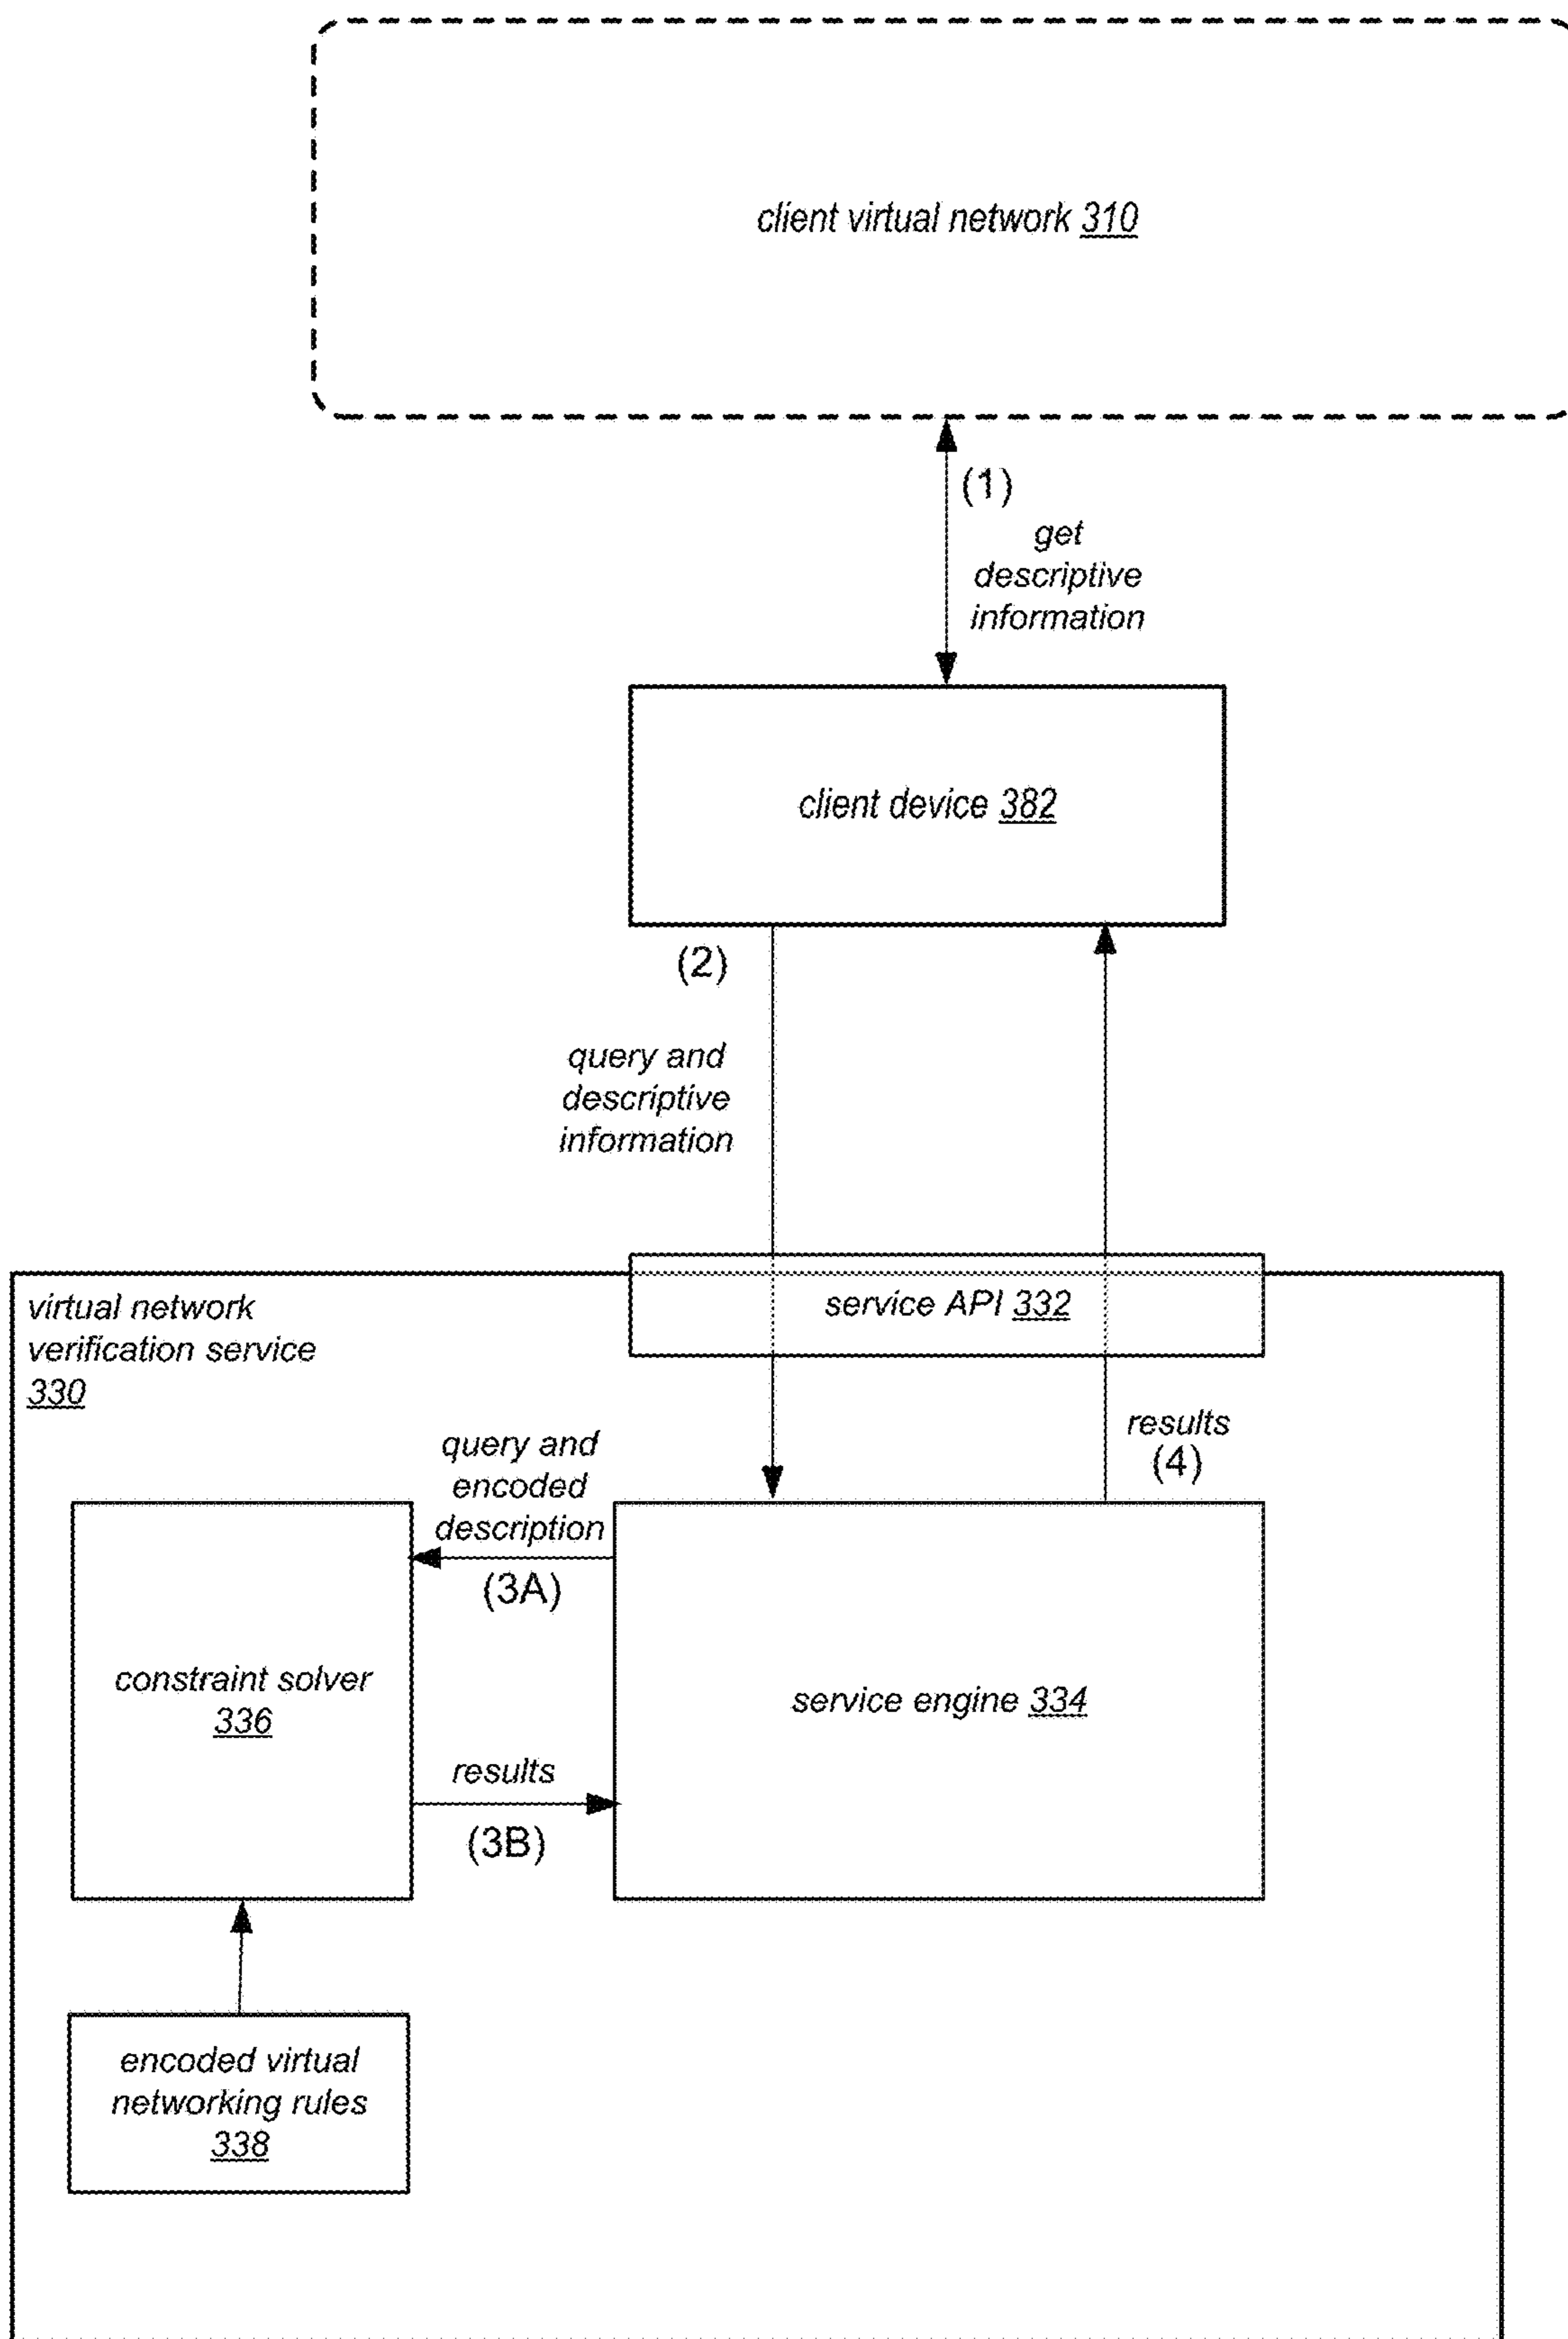 client virtual network 310
(1)
get
descriptive
information
client device 382
(2)
query and
descriptive
information
service API 332
virtual network
verification service
330
results
(4)
query and
encoded
description
(3A)
constraint solver
336
service engine 334
results
(3B)
encoded virtual
networking rules
338